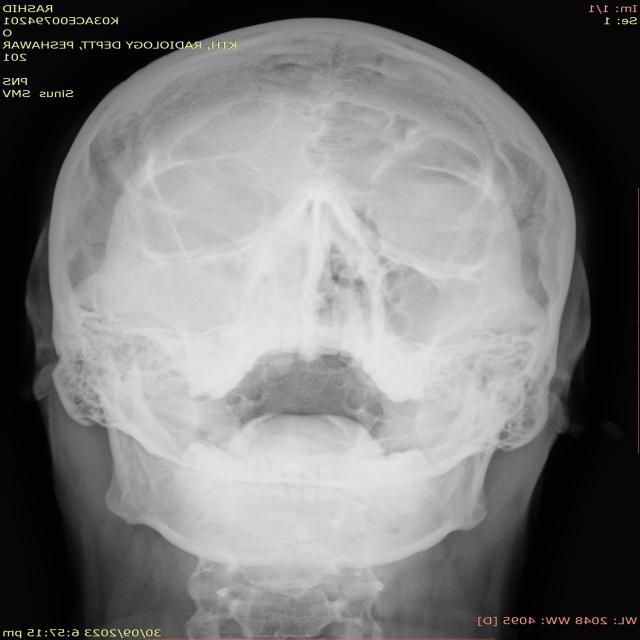 RASHID
K03ACE00794201
O
KTH, RADIOLOGY DEPTT, PESHAWAR
201
PNS
Sinus SMV
Im: 1/1
Se: 1
WL: 2048 WW: 4095 [D]
30/09/2023 6:57:15 pm